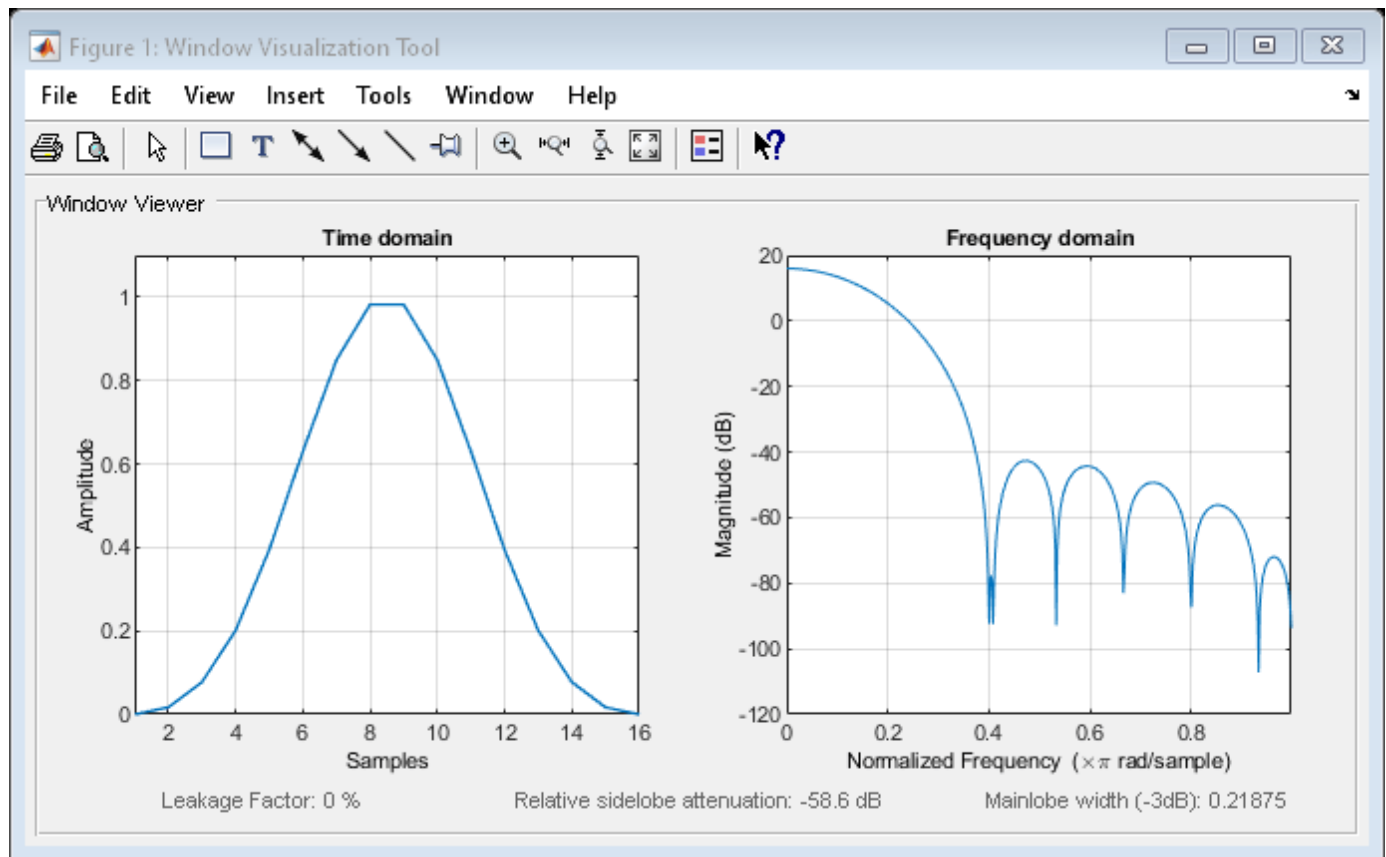 Figure 1: Window Visualization Tool
File Edit View Insert Tools Window Help
T
?
Window Viewer
Time domain
1
0.8
0.6
0.4
0.2
0
Amplitude
2 4 6 8 10 12 14 16
Samples
Frequency domain
20
0
-20
-40
-60
-80
-100
-120
Magnitude (dB)
0 0.2 0.4 0.6 0.8
Normalized Frequency (×π rad/sample)
Leakage Factor: 0 % Relative sidelobe attenuation: -58.6 dB Mainlobe width (-3dB): 0.21875